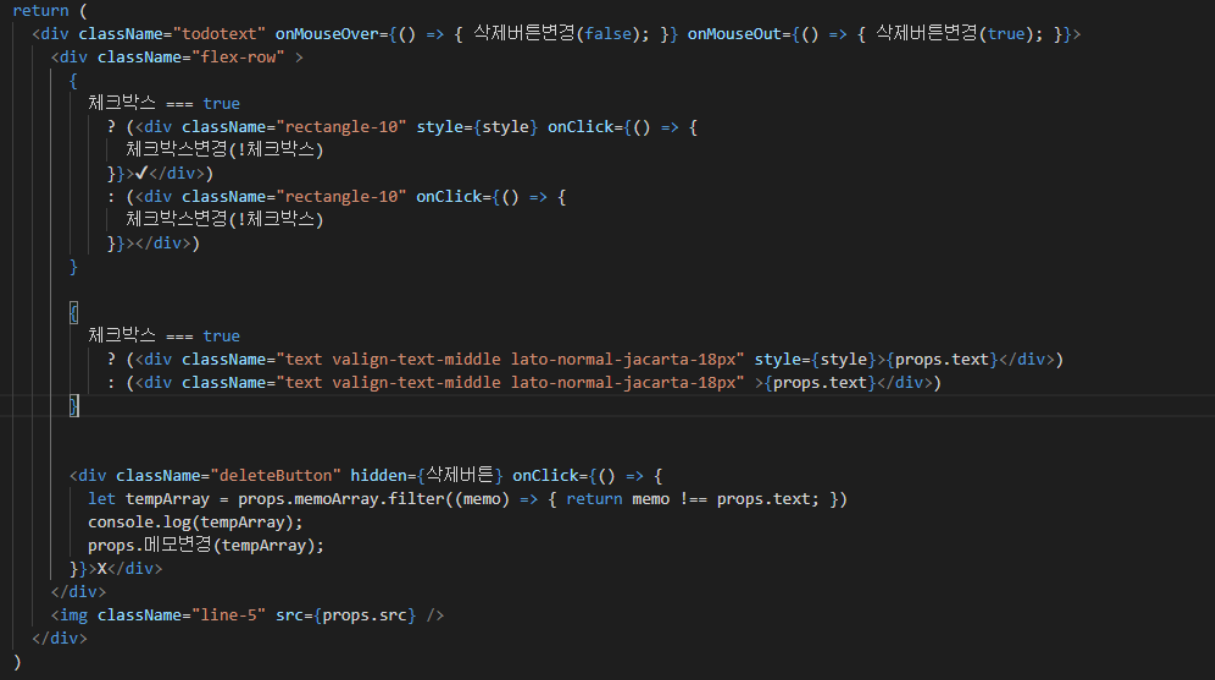 return (
<div className="todotext" onMouseOver={() => { 삭제버튼변경(false); }} onMouseOut={() => { 삭제버튼변경(true); }}>
<div className="flex-row" >
{
체크박스 === true
? (<div className="rectangle-10" style={style} onClick={() => {
체크박스변경(!체크박스)
}}>✔</div>)
: (<div className="rectangle-10" onClick={() => {
체크박스변경(!체크박스)
}}></div>)
}
{
체크박스 === true
? (<div className="text valign-text-middle lato-normal-jacarta-18px" style={style}>{props.text}</div>)
: (<div className="text valign-text-middle lato-normal-jacarta-18px" >{props.text}</div>)
}
<div className="deleteButton" hidden={삭제버튼} onClick={() => {
let tempArray = props.memoArray.filter((memo) => { return memo !== props.text; })
console.log(tempArray);
props.메모변경(tempArray);
}}>X</div>
</div>
<img className="line-5" src={props.src} />
</div>
)